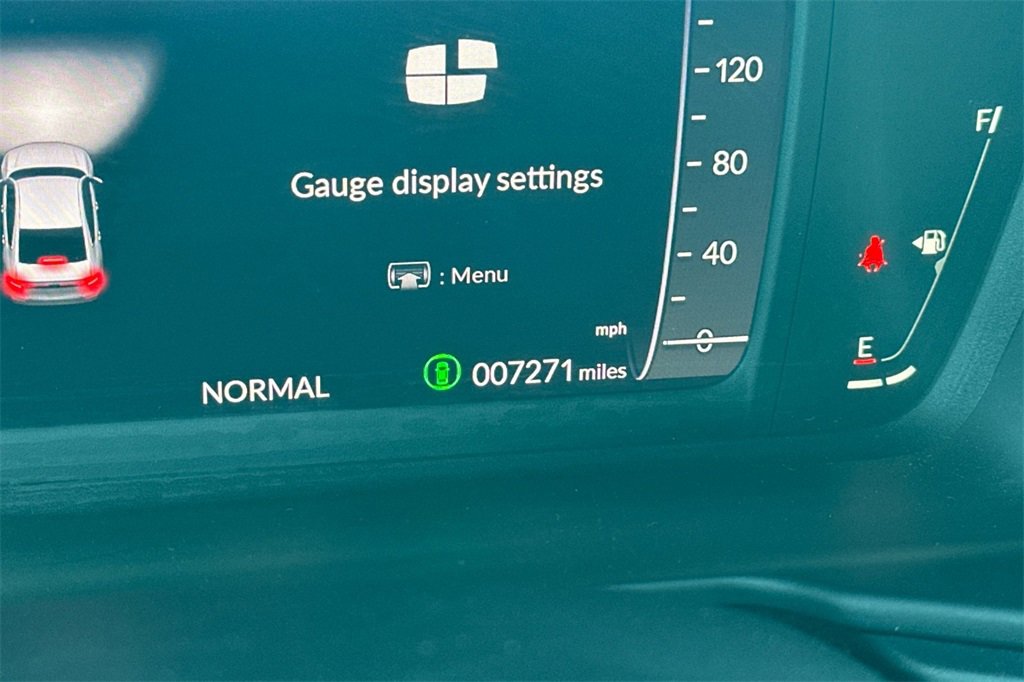 120
F
Gauge display settings
80
40
: Menu
mph
0
E
NORMAL
007271 miles